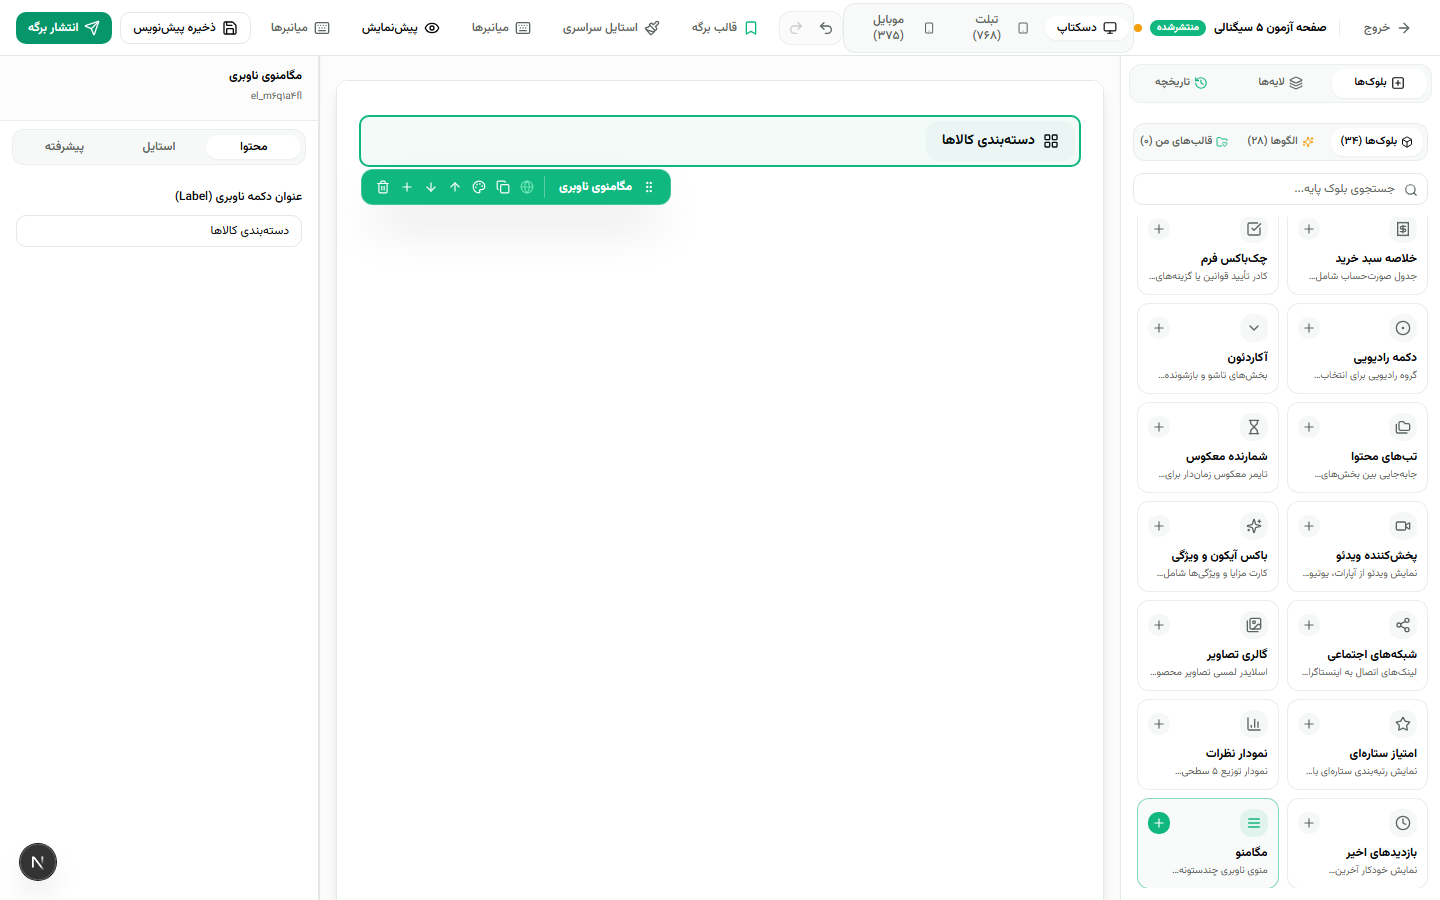 خروج
صفحه آزمون ۵ سیگنالی
منتشرشده
دسکتاپ
تبلت (۷۶۸)
موبایل (۳۷۵)
قالب برگه
استایل سراسری
میانبرها
پیش‌نمایش
میانبرها
ذخیره پیش‌نویس
انتشار برگه
بلوک‌ها
لایه‌ها
تاریخچه
بلوک‌ها (۳۴)
الگوها (۲۸)
قالب‌های من (۰)
جستجوی بلوک پایه...
خلاصه سبد خرید
جدول صورت‌حساب شامل...
چک‌باکس فرم
کادر تأیید قوانین یا گزینه‌های...
دکمه رادیویی
گروه رادیویی برای انتخاب...
آکاردئون
بخش‌های تاشو و بازشونده...
تب‌های محتوا
جابه‌جایی بین بخش‌های...
شمارنده معکوس
تایمر معکوس زمان‌دار برای...
پخش‌کننده ویدئو
نمایش ویدئو از آپارات، یوتیو...
باکس آیکون و ویژگی
کارت مزایا و ویژگی‌ها شامل...
شبکه‌های اجتماعی
لینک‌های اتصال به اینستاگرا...
گالری تصاویر
اسلایدر لمسی تصاویر محصو...
امتیاز ستاره‌ای
نمایش رتبه‌بندی ستاره‌ای با...
نمودار نظرات
نمودار توزیع ۵ سطحی...
بازدیدهای اخیر
نمایش خودکار آخرین...
مگامنو
منوی ناوبری چندستونه...
دسته‌بندی کالاها
مگامنوی ناوبری
مگامنوی ناوبری
el_m۶q۱a۴fl
محتوا
استایل
پیشرفته
عنوان دکمه ناوبری (Label)
دسته‌بندی کالاها
N